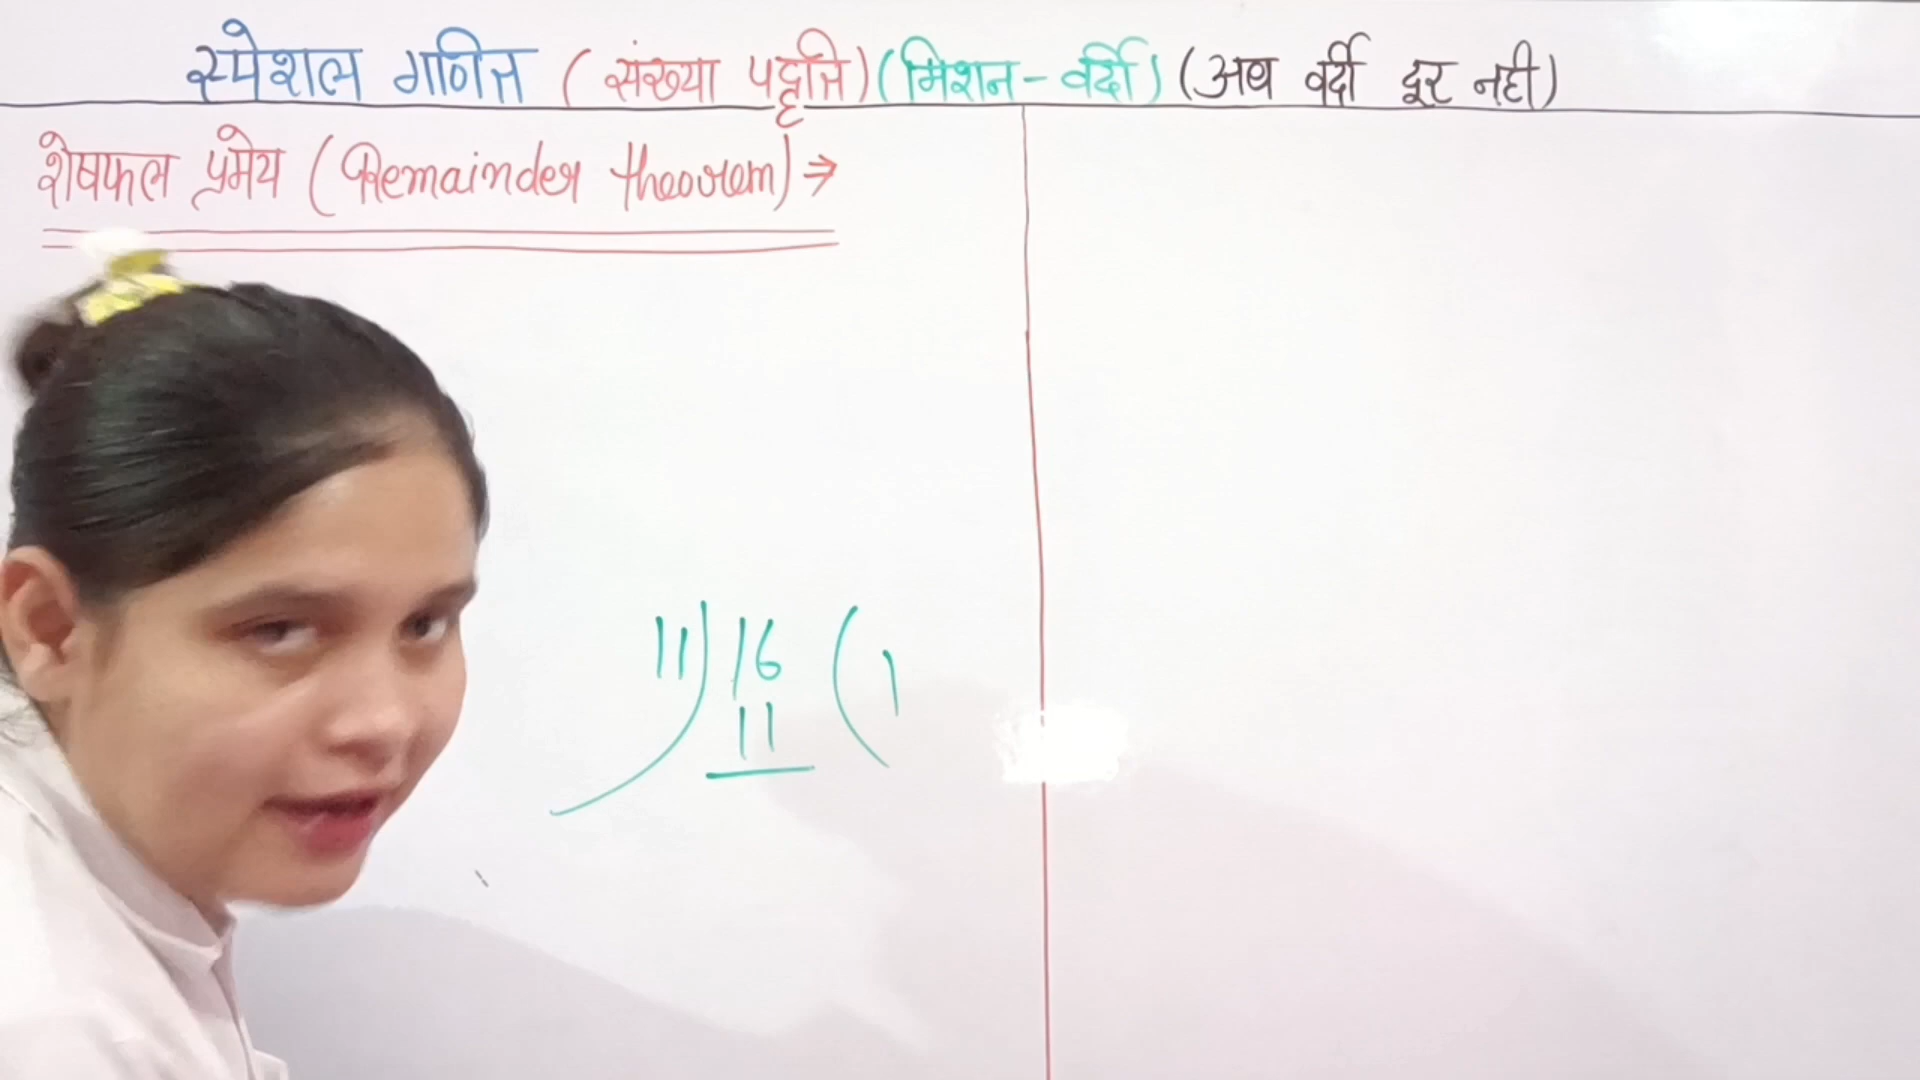 स्पेशल गणित (संख्या पद्धति) (मिशन-वर्दी) (अब वर्दी दूर नही)
शेषफल प्रमेय (Remainder theorem) →
11) 16 (1
11